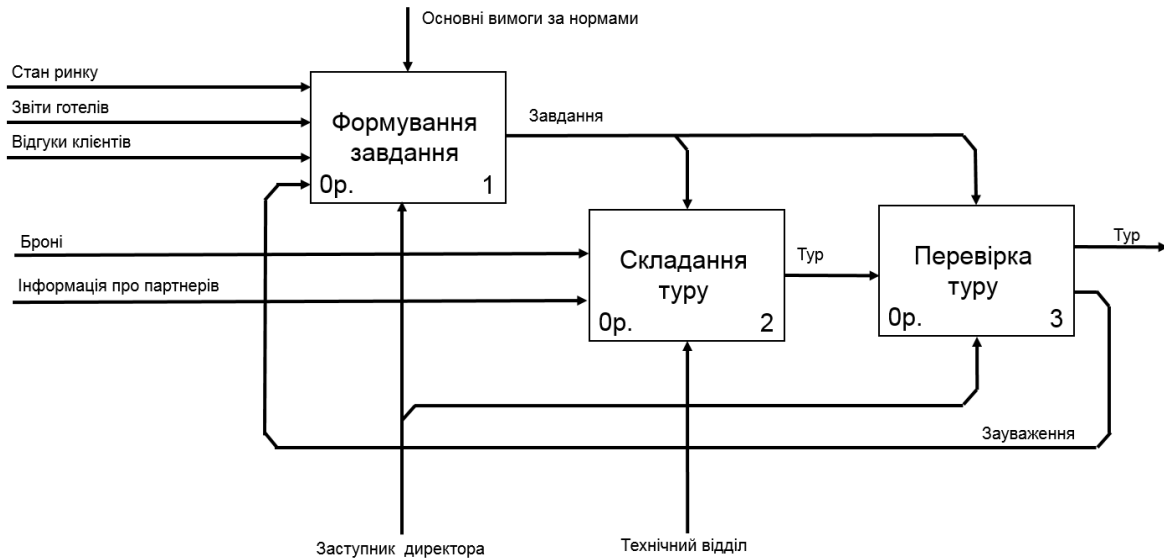 Основні вимоги за нормами
Стан ринку
Звіти готелів
Відгуки клієнтів
Формування
завдання
0р. 1
Завдання
Броні
Інформація про партнерів
Складання
туру
0р. 2
Тур
Перевірка
туру
0р. 3
Тур
Зауваження
Заступник директора
Технічний відділ